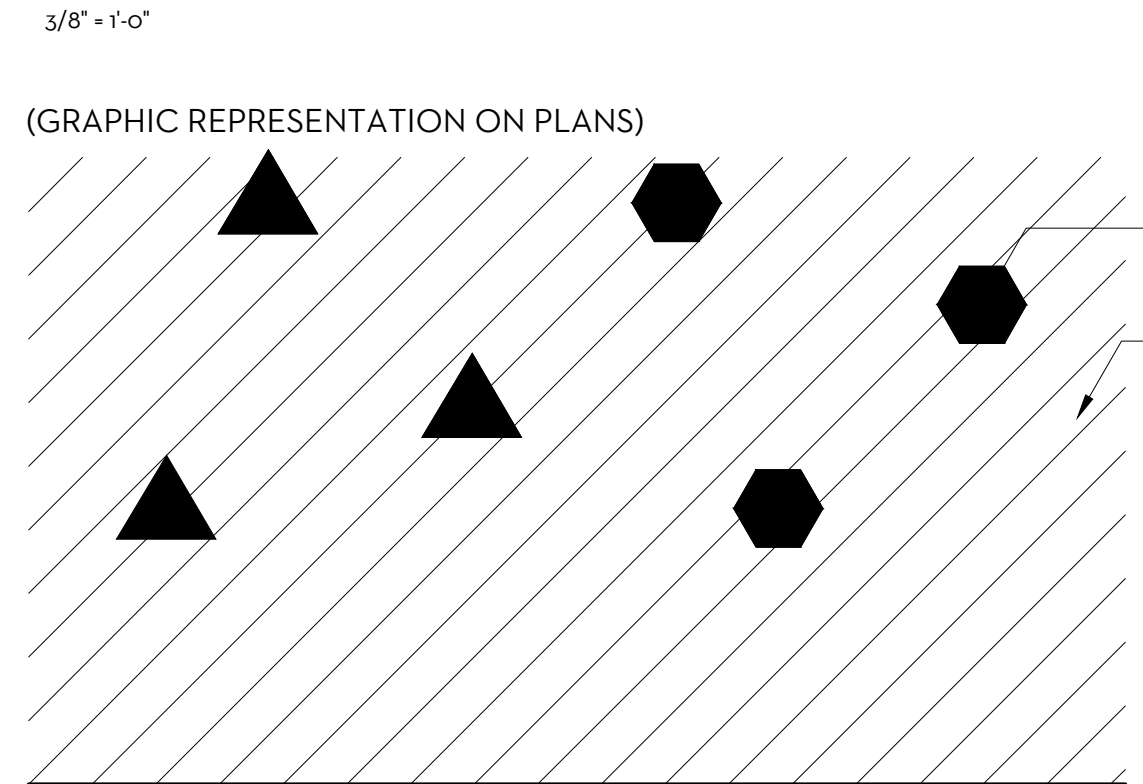 3/8" = 1'-0"
(GRAPHIC REPRESENTATION ON PLANS)